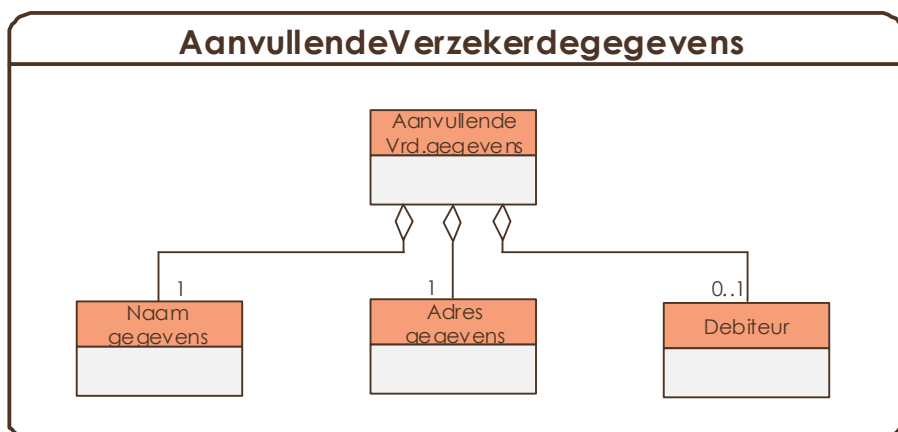 AanvullendeVerzekerdegegevens
Aanvullende
Vrd.gegevens
1
1
0..1
Naam
gegevens
Adres
gegevens
Debiteur